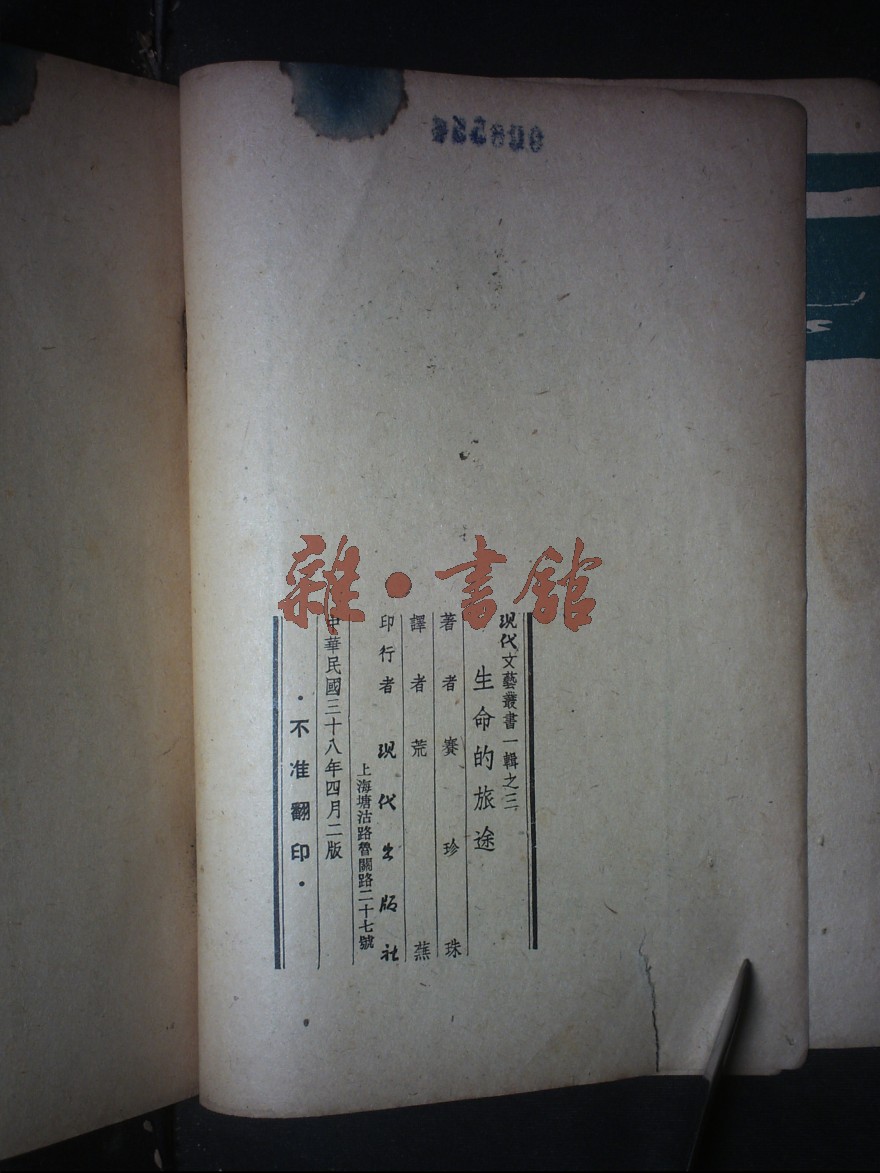 908556
雜·書舘
現代文藝叢書一輯之三
生命的旅途
著者賽珍珠
譯者荒蕪
印行者現代出版社
上海塘沽路魯關路二十七號
中華民國三十八年四月二版
·不准翻印·